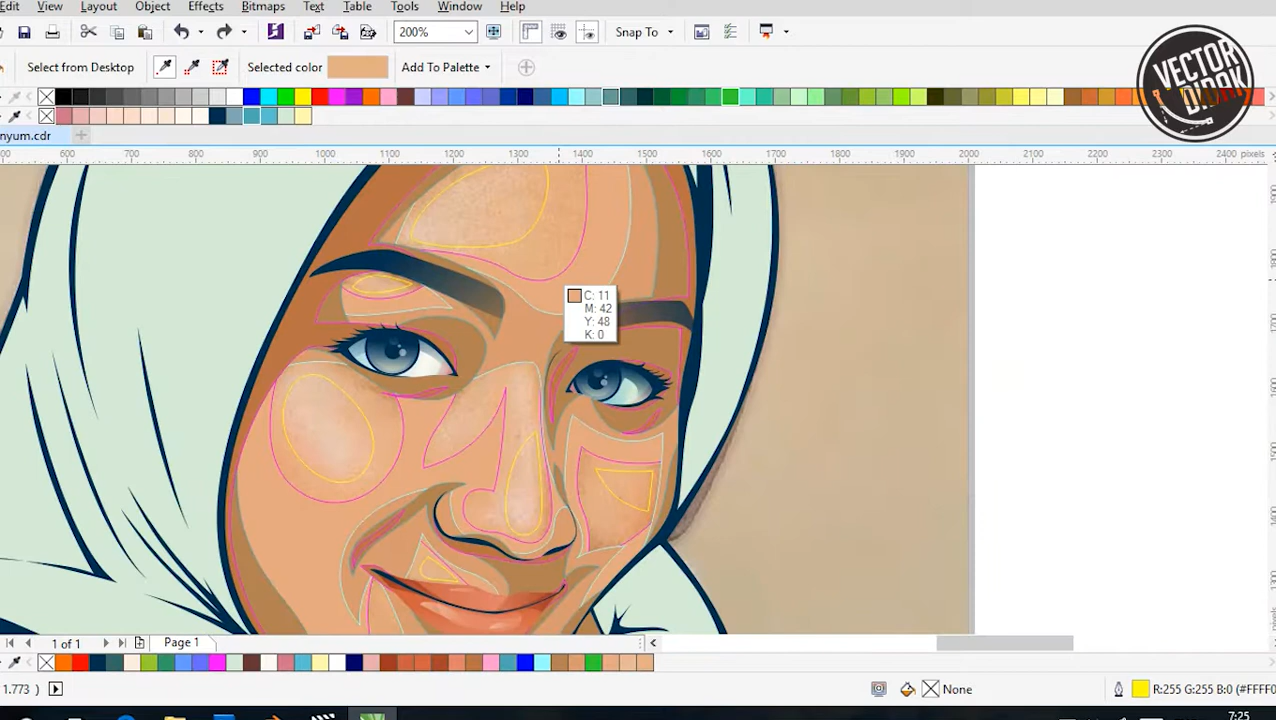 Edit View Layout Object Effects Bitmaps Text Table Tools Window Help
200% Snap To
Select from Desktop Selected color Add To Palette
VECTOR
DIDAK
nyum.cdr
600 700 800 900 1000 1100 1200 1300 1400 1500 1600 1700 1800 1900 2000 2100 2200 2300 2400 pixels
C: 11
M: 42
Y: 48
K: 0
1 of 1 Page 1
1.773 ) None R:255 G:255 B:0 (#FFFF0
7:25